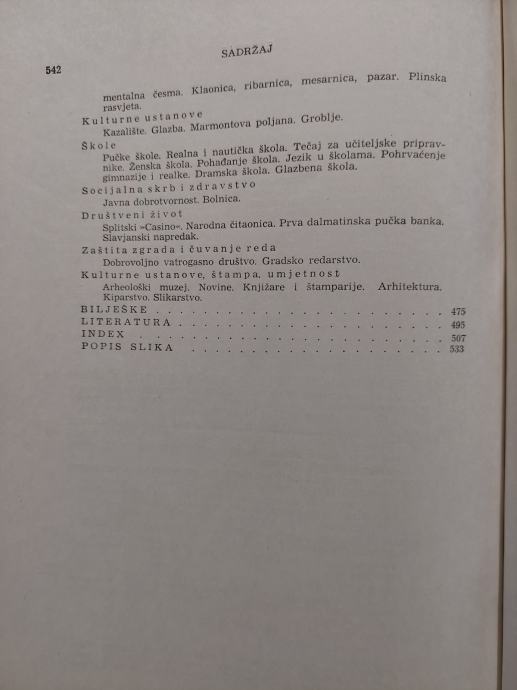 542
SADRŽAJ
mentalna česma. Klaonica, ribarnica, mesarnica, pazar. Plinska
rasvjeta.
Kulturne ustanove
Kazalište. Glazba. Marmontova poljana. Groblje.
Škole
Pučke škole. Realna i nautička škola. Tečaj za učiteljske priprav-
nike. Ženska škola. Pohađanje škola. Jezik u školama. Pohrvaćenje
gimnazije i realke. Dramska škola. Glazbena škola.
Socijalna skrb i zdravstvo
Javna dobrotvornost. Bolnica.
Društveni život
Splitski »Casino«. Narodna čitaonica. Prva dalmatinska pučka banka.
Slavjanski napredak.
Zaštita zgrada i čuvanje reda
Dobrovoljno vatrogasno društvo. Gradsko redarstvo.
Kulturne ustanove, štampa, umjetnost
Arheološki muzej. Novine. Knjižare i štamparije. Arhitektura.
Kiparstvo. Slikarstvo.
BILJEŠKE . . . . . . . . . . . . . . . . . . . . . . . 475
LITERATURA . . . . . . . . . . . . . . . . . . . . . 495
INDEX . . . . . . . . . . . . . . . . . . . . . . . . 507
POPIS SLIKA . . . . . . . . . . . . . . . . . . . . 533